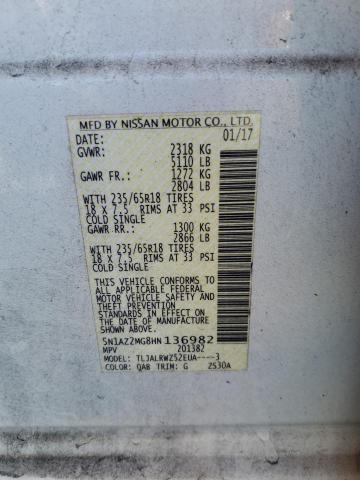 MFD BY NISSAN MOTOR CO., LTD.
DATE: 01/17
GVWR: 2318 KG
5110 LB
GAWR FR.: 1272 KG
2804 LB
WITH 235/65R18 TIRES
18 X 7.5 RIMS AT 33 PSI
COLD SINGLE
GAWR RR.: 1300 KG
2866 LB
WITH 235/65R18 TIRES
18 X 7.5 RIMS AT 33 PSI
COLD SINGLE
THIS VEHICLE CONFORMS
TO ALL APPLICABLE FEDERAL
MOTOR VEHICLE SAFETY
STANDARDS IN EFFECT ON
THE DATE OF MANUFACTURE
SHOWN ABOVE
5N1AZ2MG8HN136982
MPV 201382
MODEL: TLJALRWZ52EUA----3
COLOR: QAB TRIM: G ZS30A